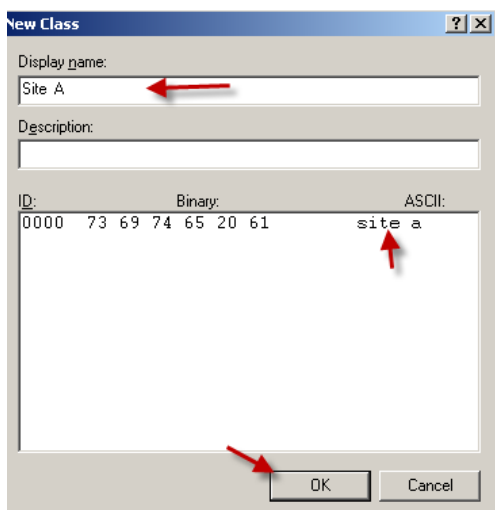 New Class
Display name:
Site A
Description:
ID: Binary: ASCII:
0000 73 69 74 65 20 61 site a
OK Cancel